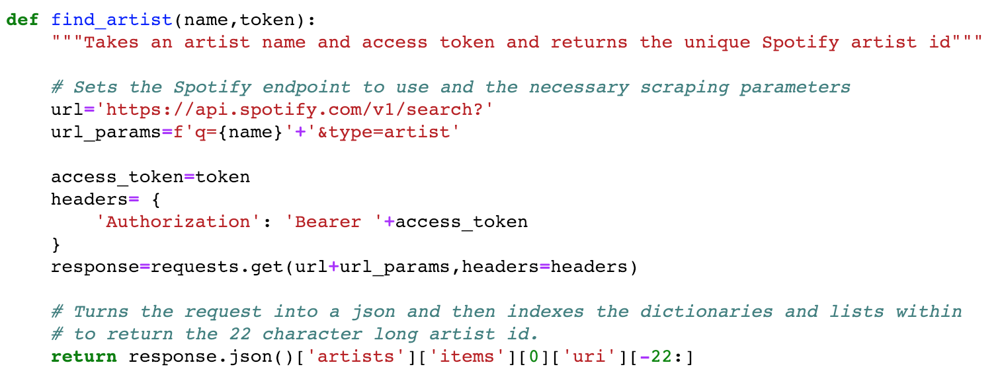 def find_artist(name,token):
    """Takes an artist name and access token and returns the unique Spotify artist id"""
    # Sets the Spotify endpoint to use and the necessary scraping parameters
    url='https://api.spotify.com/v1/search?'
    url_params=f'q={name}'+'&type=artist'
    access_token=token
    headers= {
        'Authorization': 'Bearer '+access_token
    }
    response=requests.get(url+url_params,headers=headers)
    # Turns the request into a json and then indexes the dictionaries and lists within
    # to return the 22 character long artist id.
    return response.json()['artists']['items'][0]['uri'][-22:]